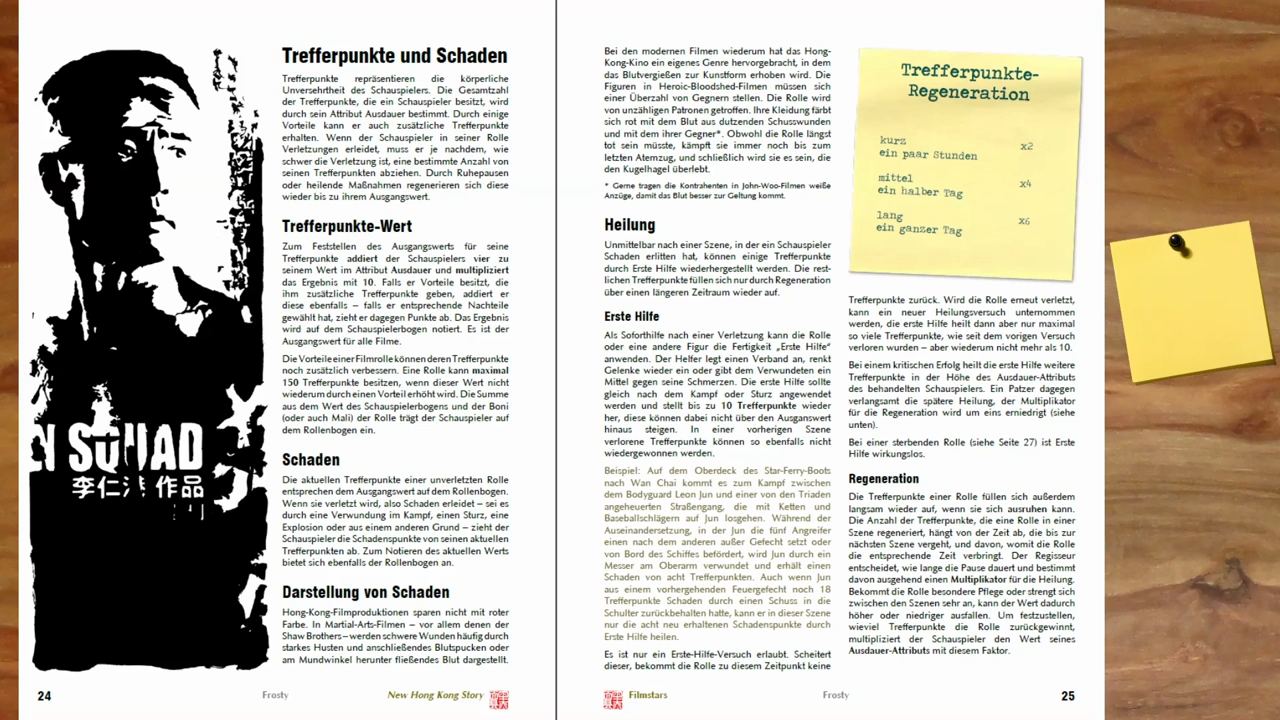 Trefferpunkte und Schaden
Trefferpunkte repräsentieren die körperliche
Unversehrtheit des Schauspielers. Die Gesamtzahl
der Trefferpunkte, die ein Schauspieler besitzt, wird
durch sein Attribut Ausdauer bestimmt. Durch einige
Vorteile kann er auch zusätzliche Trefferpunkte
erhalten. Wenn der Schauspieler in seiner Rolle
Verletzungen erleidet, muss er je nachdem, wie
schwer die Verletzung ist, eine bestimmte Anzahl von
seinen Trefferpunkten abziehen. Durch Ruhepausen
oder heilende Maßnahmen regenerieren sich diese
wieder bis zu ihrem Ausgangswert.
Trefferpunkte-Wert
Zum Feststellen des Ausgangswerts für seine
Trefferpunkte addiert der Schauspielers vier zu
seinem Wert im Attribut Ausdauer und multipliziert
das Ergebnis mit 10. Falls er Vorteile besitzt, die
ihm zusätzliche Trefferpunkte geben, addiert er
diese ebenfalls – falls er entsprechende Nachteile
gewählt hat, zieht er dagegen Punkte ab. Das Ergebnis
wird auf dem Schauspielerbogen notiert. Es ist der
Ausgangswert für alle Filme.
Die Vorteile einer Filmrolle können deren Trefferpunkte
noch zusätzlich verbessern. Eine Rolle kann maximal
150 Trefferpunkte besitzen, wenn dieser Wert nicht
wiederum durch einen Vorteil erhöht wird. Die Summe
aus dem Wert des Schauspielerbogens und der Boni
(oder auch Mali) der Rolle trägt der Schauspieler auf
dem Rollenbogen ein.
Schaden
Die aktuellen Trefferpunkte einer unverletzten Rolle
entsprechen dem Ausgangswert auf dem Rollenbogen.
Wenn sie verletzt wird, also Schaden erleidet – sei es
durch eine Verwundung im Kampf, einen Sturz, eine
Explosion oder aus einem anderen Grund – zieht der
Schauspieler die Schadenspunkte von seinen aktuellen
Trefferpunkten ab. Zum Notieren des aktuellen Werts
bietet sich ebenfalls der Rollenbogen an.
Darstellung von Schaden
Hong-Kong-Filmproduktionen sparen nicht mit roter
Farbe. In Martial-Arts-Filmen – vor allem denen der
Shaw Brothers – werden schwere Wunden häufig durch
starkes Husten und anschließendes Blutspucken oder
am Mundwinkel herunter fließendes Blut dargestellt.
SQUAD
作品
24
Frosty
New Hong Kong Story
Bei den modernen Filmen wiederum hat das Hong-
Kong-Kino ein eigenes Genre hervorgebracht, in dem
das Blutvergießen zur Kunstform erhoben wird. Die
Figuren in Heroic-Bloodshed-Filmen müssen sich
einer Überzahl von Gegnern stellen. Die Rolle wird
von unzähligen Patronen getroffen. Ihre Kleidung färbt
sich rot mit dem Blut aus dutzenden Schusswunden
und mit dem ihrer Gegner*. Obwohl die Rolle längst
tot sein müsste, kämpft sie immer noch bis zum
letzten Atemzug, und schließlich wird sie es sein, die
den Kugelhagel überlebt.
* Gerne tragen die Kontrahenten in John-Woo-Filmen weiße
Anzüge, damit das Blut besser zur Geltung kommt.
Heilung
Unmittelbar nach einer Szene, in der ein Schauspieler
Schaden erlitten hat, können einige Trefferpunkte
durch Erste Hilfe wiederhergestellt werden. Die rest-
lichen Trefferpunkte füllen sich nur durch Regeneration
über einen längeren Zeitraum wieder auf.
Erste Hilfe
Als Soforthilfe nach einer Verletzung kann die Rolle
oder eine andere Figur die Fertigkeit „Erste Hilfe“
anwenden. Der Helfer legt einen Verband an, renkt
Gelenke wieder ein oder gibt dem Verwundeten ein
Mittel gegen seine Schmerzen. Die erste Hilfe sollte
gleich nach dem Kampf oder Sturz angewendet
werden und stellt bis zu 10 Trefferpunkte wieder
her, diese können dabei nicht über den Ausganswert
hinaus steigen. In einer vorherigen Szene
verlorene Trefferpunkte können so ebenfalls nicht
wiedergewonnen werden.
Beispiel: Auf dem Oberdeck des Star-Ferry-Boots
nach Wan Chai kommt es zum Kampf zwischen
dem Bodyguard Leon Jun und einer von den Triaden
angeheuerten Straßengang, die mit Ketten und
Baseballschlägern auf Jun losgehen. Während der
Auseinandersetzung, in der Jun die fünf Angreifer
einen nach dem anderen außer Gefecht setzt oder
von Bord des Schiffes befördert, wird Jun durch ein
Messer am Oberarm verwundet und erhält einen
Schaden von acht Trefferpunkten. Auch wenn Jun
aus einem vorhergehenden Feuergefecht noch 18
Trefferpunkte Schaden durch einen Schuss in die
Schulter zurückbehalten hatte, kann er in dieser Szene
nur die acht neu erhaltenen Schadenspunkte durch
Erste Hilfe heilen.
Es ist nur ein Erste-Hilfe-Versuch erlaubt. Scheitert
dieser, bekommt die Rolle zu diesem Zeitpunkt keine
Trefferpunkte-
Regeneration
kurz
ein paar Stunden x2
mittel
ein halber Tag x4
lang
ein ganzer Tag x6
Trefferpunkte zurück. Wird die Rolle erneut verletzt,
kann ein neuer Heilungsversuch unternommen
werden, die erste Hilfe heilt dann aber nur maximal
so viele Trefferpunkte, wie seit dem vorigen Versuch
verloren wurden – aber wiederum nicht mehr als 10.
Bei einem kritischen Erfolg heilt die erste Hilfe weitere
Trefferpunkte in der Höhe des Ausdauer-Attributs
des behandelten Schauspielers. Ein Patzer dagegen
verlangsamt die spätere Heilung, der Multiplikator
für die Regeneration wird um eins erniedrigt (siehe
unten).
Bei einer sterbenden Rolle (siehe Seite 27) ist Erste
Hilfe wirkungslos.
Regeneration
Die Trefferpunkte einer Rolle füllen sich außerdem
langsam wieder auf, wenn sie sich ausruhen kann.
Die Anzahl der Trefferpunkte, die eine Rolle in einer
Szene regeneriert, hängt von der Zeit ab, die bis zur
nächsten Szene vergeht, und davon, womit die Rolle
die entsprechende Zeit verbringt. Der Regisseur
entscheidet, wie lange die Pause dauert und bestimmt
davon ausgehend einen Multiplikator für die Heilung.
Bekommt die Rolle besondere Pflege oder strengt sich
zwischen den Szenen sehr an, kann der Wert dadurch
höher oder niedriger ausfallen. Um festzustellen,
wieviel Trefferpunkte die Rolle zurückgewinnt,
multipliziert der Schauspieler den Wert seines
Ausdauer-Attributs mit diesem Faktor.
Filmstars
Frosty
25